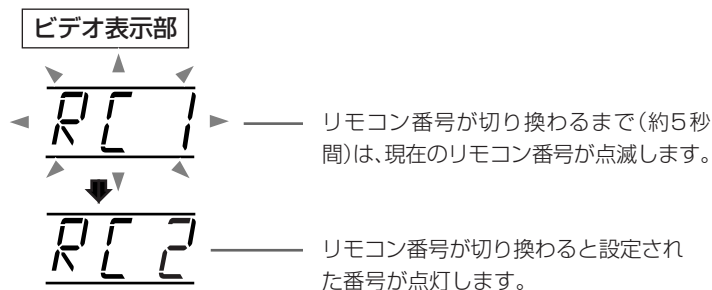 ビデオ表示部
RC 1
リモコン番号が切り換わるまで（約5秒
間）は、現在のリモコン番号が点滅します。
RC 2
リモコン番号が切り換わると設定され
た番号が点灯します。